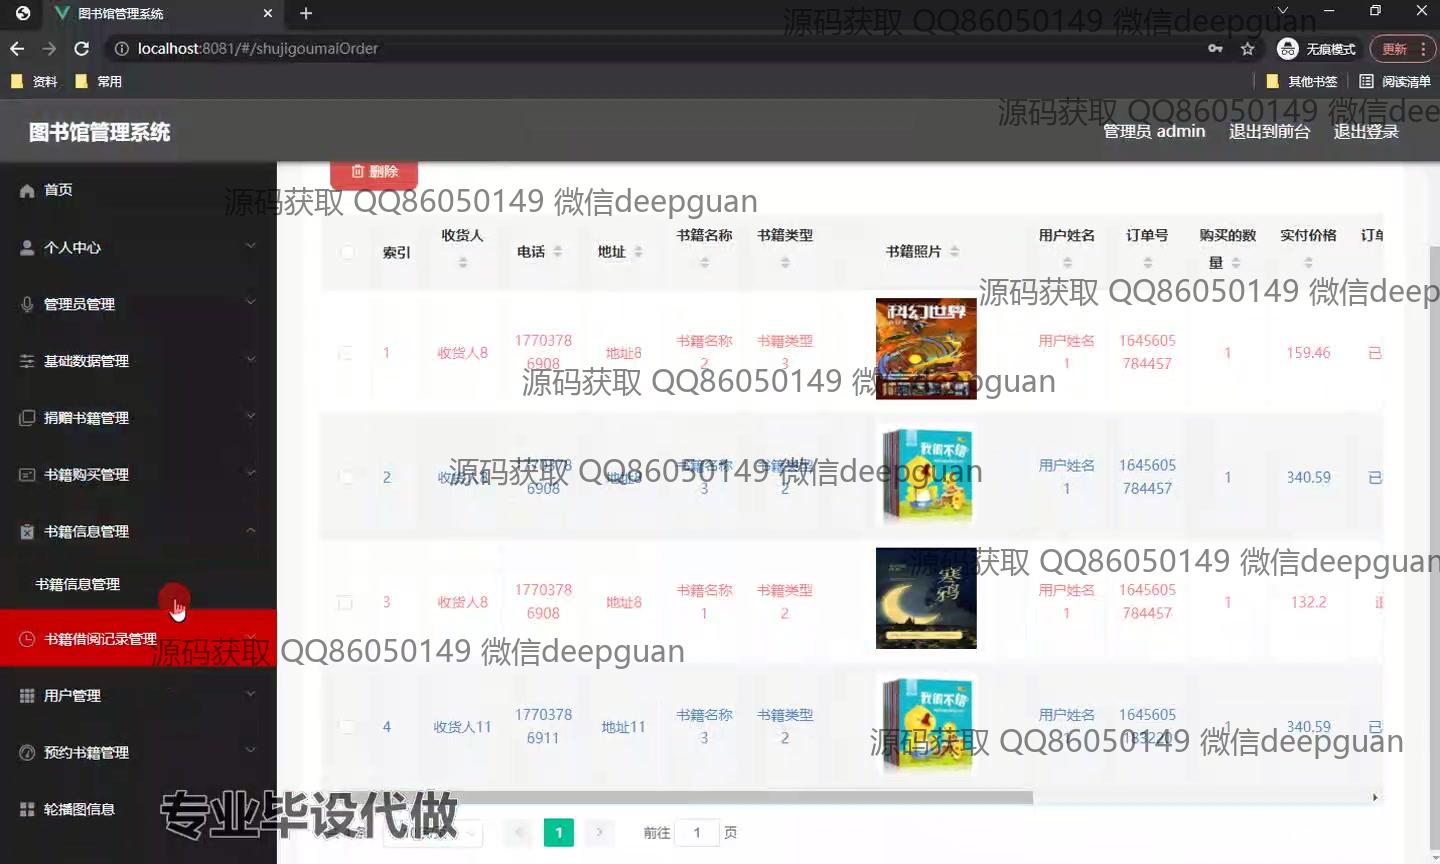 图书馆管理系统
localhost:8081/#/shujigoumaiOrder
无痕模式
更新
资料
常用
其他书签
阅读清单
源码获取 QQ86050149 微信deepguan
源码获取 QQ86050149 微信dee
图书馆管理系统
管理员 admin
退出到前台
退出登录
首页
个人中心
管理员管理
基础数据管理
捐赠书籍管理
书籍购买管理
书籍信息管理
书籍信息管理
书籍借阅记录管理
用户管理
预约书籍管理
轮播图信息
删除
源码获取 QQ86050149 微信deepguan
索引 收货人 电话 地址 书籍名称 书籍类型 书籍照片 用户姓名 订单号 购买的数量 实付价格 订单
源码获取 QQ86050149 微信deep
1 收货人8 17703786908 地址8 书籍名称2 书籍类型3 科幻世界 用户姓名1 1645605784457 1 159.46 已
源码获取 QQ86050149 微信deepguan
2 收货人8 17703786908 地址8 书籍名称3 书籍类型2 我很不错 用户姓名1 1645605784457 1 340.59 已
源码获取 QQ86050149 微信deepguan
源码获取 QQ86050149 微信deepguan
3 收货人8 17703786908 地址8 书籍名称1 书籍类型2 寒鸦 用户姓名1 1645605784457 1 132.2 退
源码获取 QQ86050149 微信deepguan
4 收货人11 17703786911 地址11 书籍名称3 书籍类型2 我很不错 用户姓名1 1645605183220 1 340.59 已
源码获取 QQ86050149 微信deepguan
专业毕设代做
1
前往 1 页